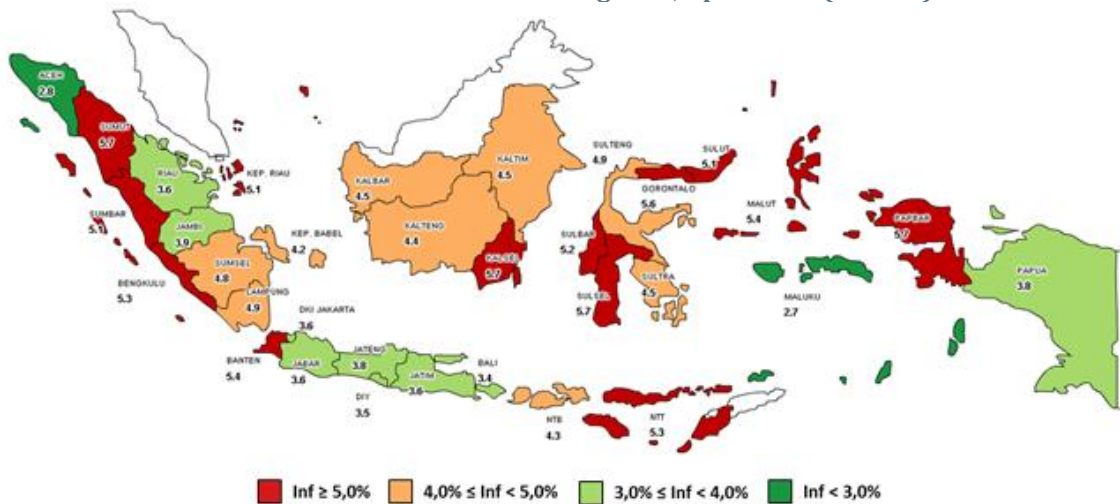 ACEH
2.8
SUMUT
5.7
RIAU
3.6
KEP. RIAU
5.1
SUMBAR
5.1
JAMBI
3.9
KEP. BABEL
4.2
SUMSEL
4.8
BENGKULU
5.3
LAMPUNG
4.9
DKI JAKARTA
3.6
BANTEN
5.4
JABAR
3.6
JATENG
3.8
DIY
3.5
JATIM
3.6
BALI
3.4
NTB
4.3
NTT
5.3
KALBAR
4.5
KALTENG
4.4
KALTIM
4.5
KALSEL
5.7
SULTENG
4.9
SULUT
5.1
GORONTALO
5.6
SULBAR
5.2
SULSEL
5.7
SULTRA
4.5
MALUT
5.4
MALUKU
2.7
PAPBAR
5.7
PAPUA
3.8
Inf ≥ 5,0%
4,0% ≤ Inf < 5,0%
3,0% ≤ Inf < 4,0%
Inf < 3,0%